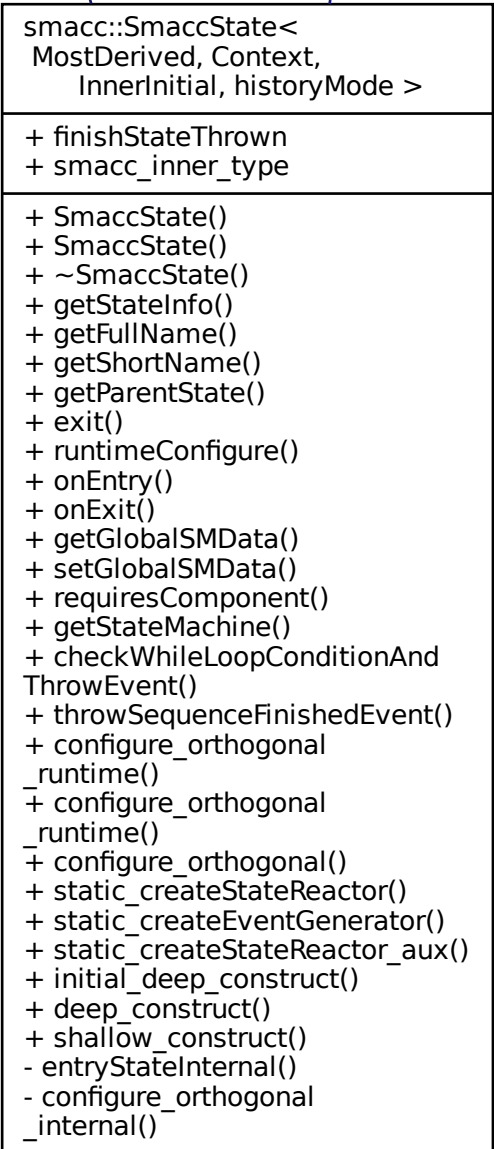 smacc::SmaccState<
MostDerived, Context,
InnerInitial, historyMode >
+ finishStateThrown
+ smacc_inner_type
+ SmaccState()
+ SmaccState()
+ ~SmaccState()
+ getStateInfo()
+ getFullName()
+ getShortName()
+ getParentState()
+ exit()
+ runtimeConfigure()
+ onEntry()
+ onExit()
+ getGlobalSMData()
+ setGlobalSMData()
+ requiresComponent()
+ getStateMachine()
+ checkWhileLoopConditionAnd
ThrowEvent()
+ throwSequenceFinishedEvent()
+ configure_orthogonal
_runtime()
+ configure_orthogonal
_runtime()
+ configure_orthogonal()
+ static_createStateReactor()
+ static_createEventGenerator()
+ static_createStateReactor_aux()
+ initial_deep_construct()
+ deep_construct()
+ shallow_construct()
- entryStateInternal()
- configure_orthogonal
_internal()